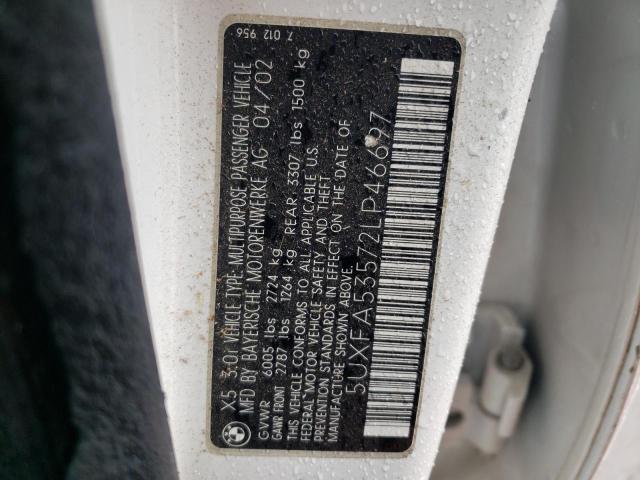 7 012 956
X5 3.0i VEHICLE TYPE: MULTIPURPOSE PASSENGER VEHICLE
MFD BY BAYERISCHE MOTORENWERKE AG 04/02
GVWR 6005 lbs 2724 kg
GAWR FRONT 2787 lbs 1264 kg REAR: 3307 lbs 1500 kg
THIS VEHICLE CONFORMS TO ALL APPLICABLE U.S.
FEDERAL MOTOR VEHICLE SAFETY AND THEFT
PREVENTION STANDARDS IN EFFECT ON THE DATE OF
MANUFACTURE SHOWN ABOVE.
5UXFA53572LP46697